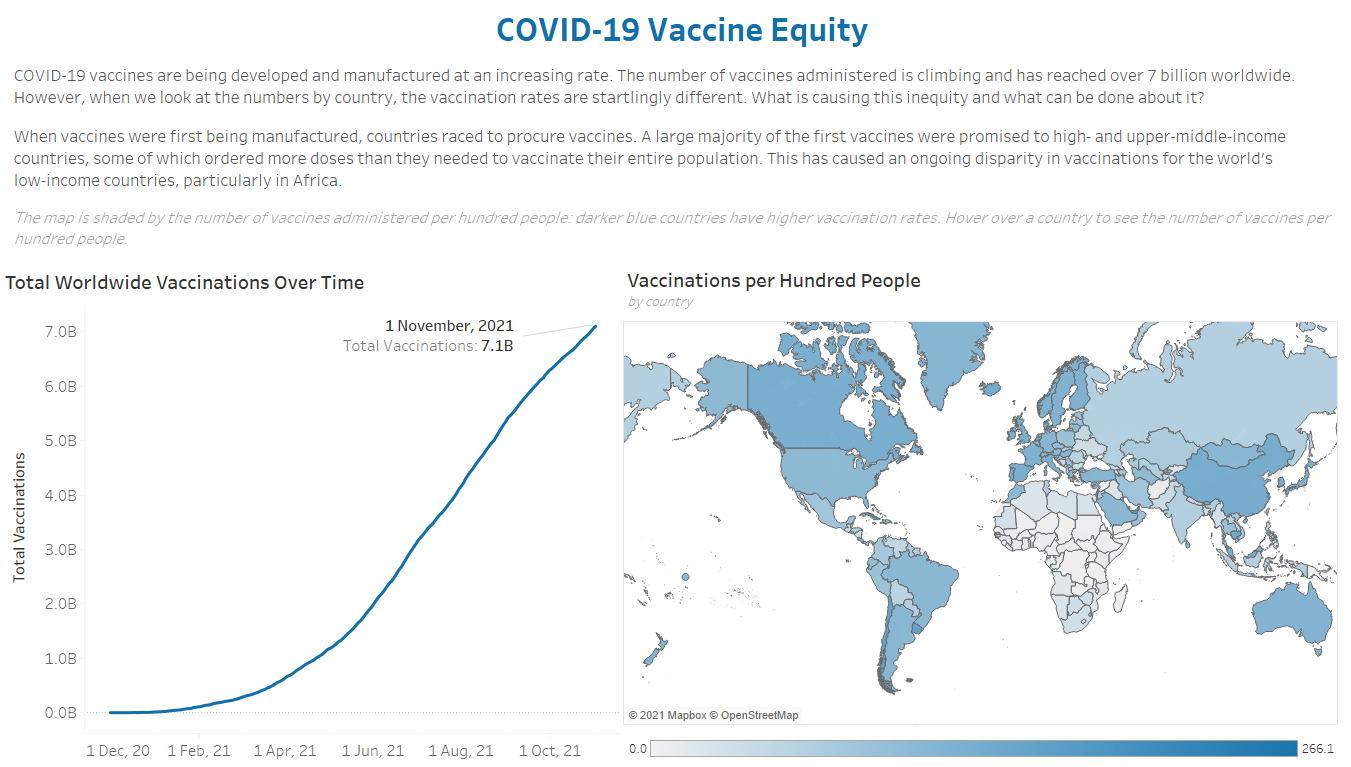 COVID-19 Vaccine Equity
COVID-19 vaccines are being developed and manufactured at an increasing rate. The number of vaccines administered is climbing and has reached over 7 billion worldwide.
However, when we look at the numbers by country, the vaccination rates are startlingly different. What is causing this inequity and what can be done about it?
When vaccines were first being manufactured, countries raced to procure vaccines. A large majority of the first vaccines were promised to high- and upper-middle-income
countries, some of which ordered more doses than they needed to vaccinate their entire population. This has caused an ongoing disparity in vaccinations for the world's
low-income countries, particularly in Africa.
The map is shaded by the number of vaccines administered per hundred people: darker blue countries have higher vaccination rates. Hover over a country to see the number of vaccines per
hundred people.
Total Worldwide Vaccinations Over Time
1 November, 2021
Total Vaccinations: 7.1B
Total Vaccinations
7.0B
6.0B
5.0B
4.0B
3.0B
2.0B
1.0B
0.0B
1 Dec, 20 1 Feb, 21 1 Apr, 21 1 Jun, 21 1 Aug, 21 1 Oct, 21
Vaccinations per Hundred People
by country
© 2021 Mapbox © OpenStreetMap
0.0 266.1